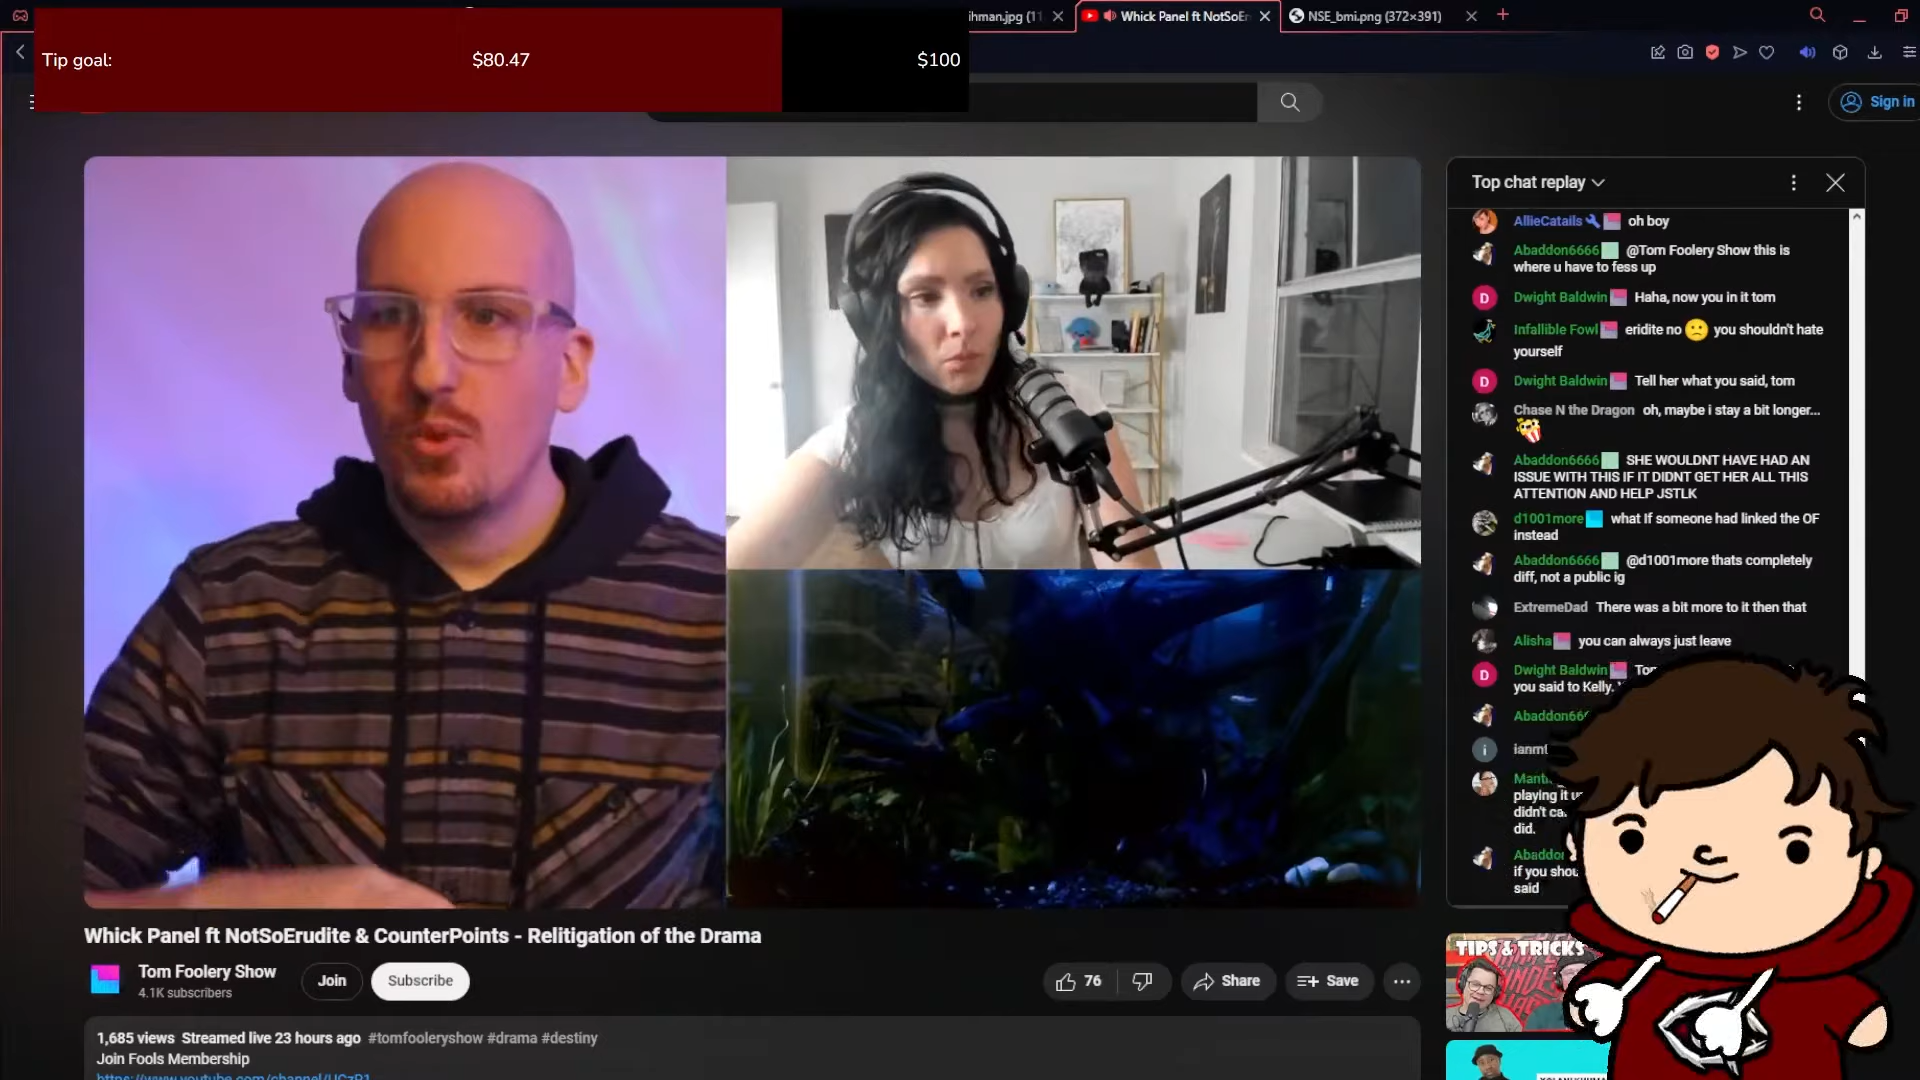 ihman.jpg (11
Whick Panel ft NotSoEr
NSE_bmi.png (372×391)
Tip goal:
$80.47
$100
Sign in
Top chat replay
AllieCatails oh boy
Abaddon6666 @Tom Foolery Show this is
where u have to fess up
D
Dwight Baldwin Haha, now you in it tom
Infallible Fowl eridite no you shouldn't hate
yourself
D
Dwight Baldwin Tell her what you said, tom
Chase N the Dragon oh, maybe i stay a bit longer...
Abaddon6666 SHE WOULDNT HAVE HAD AN
ISSUE WITH THIS IF IT DIDNT GET HER ALL THIS
ATTENTION AND HELP JSTLK
d1001more what If someone had linked the OF
instead
Abaddon6666 @d1001more thats completely
diff, not a public ig
ExtremeDad There was a bit more to it then that
Alisha you can always just leave
D
Dwight Baldwin
you said to Kelly.
Abaddon66
i
playing it
did.
Abaddon
if you
said
Whick Panel ft NotSoErudite & CounterPoints - Relitigation of the Drama
Tom Foolery Show
4.1K subscribers
Join
Subscribe
76
Share
Save
TIPS & TRICKS
1,685 views Streamed live 23 hours ago #tomfooleryshow #drama #destiny
Join Fools Membership